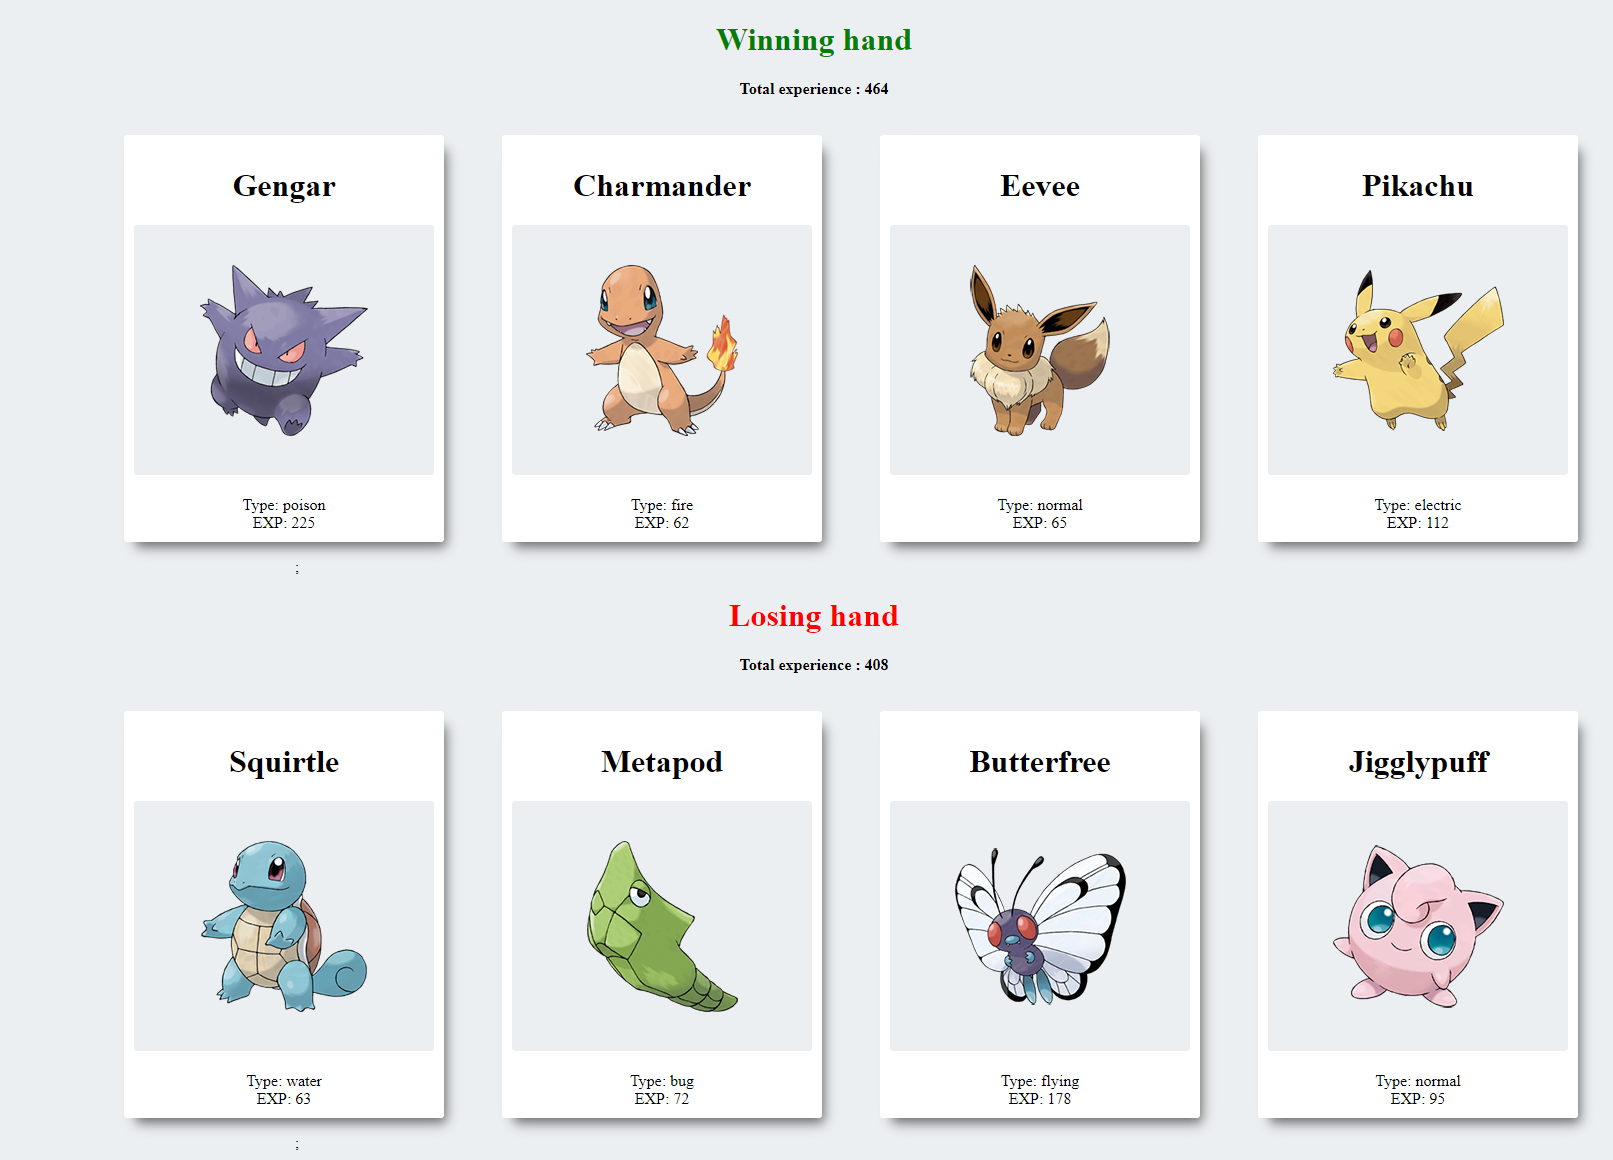 Winning hand
Total experience : 464
Gengar
Charmander
Eevee
Pikachu
Type: poison
EXP: 225
Type: fire
EXP: 62
Type: normal
EXP: 65
Type: electric
EXP: 112
;
Losing hand
Total experience : 408
Squirtle
Metapod
Butterfree
Jigglypuff
Type: water
EXP: 63
Type: bug
EXP: 72
Type: flying
EXP: 178
Type: normal
EXP: 95
;